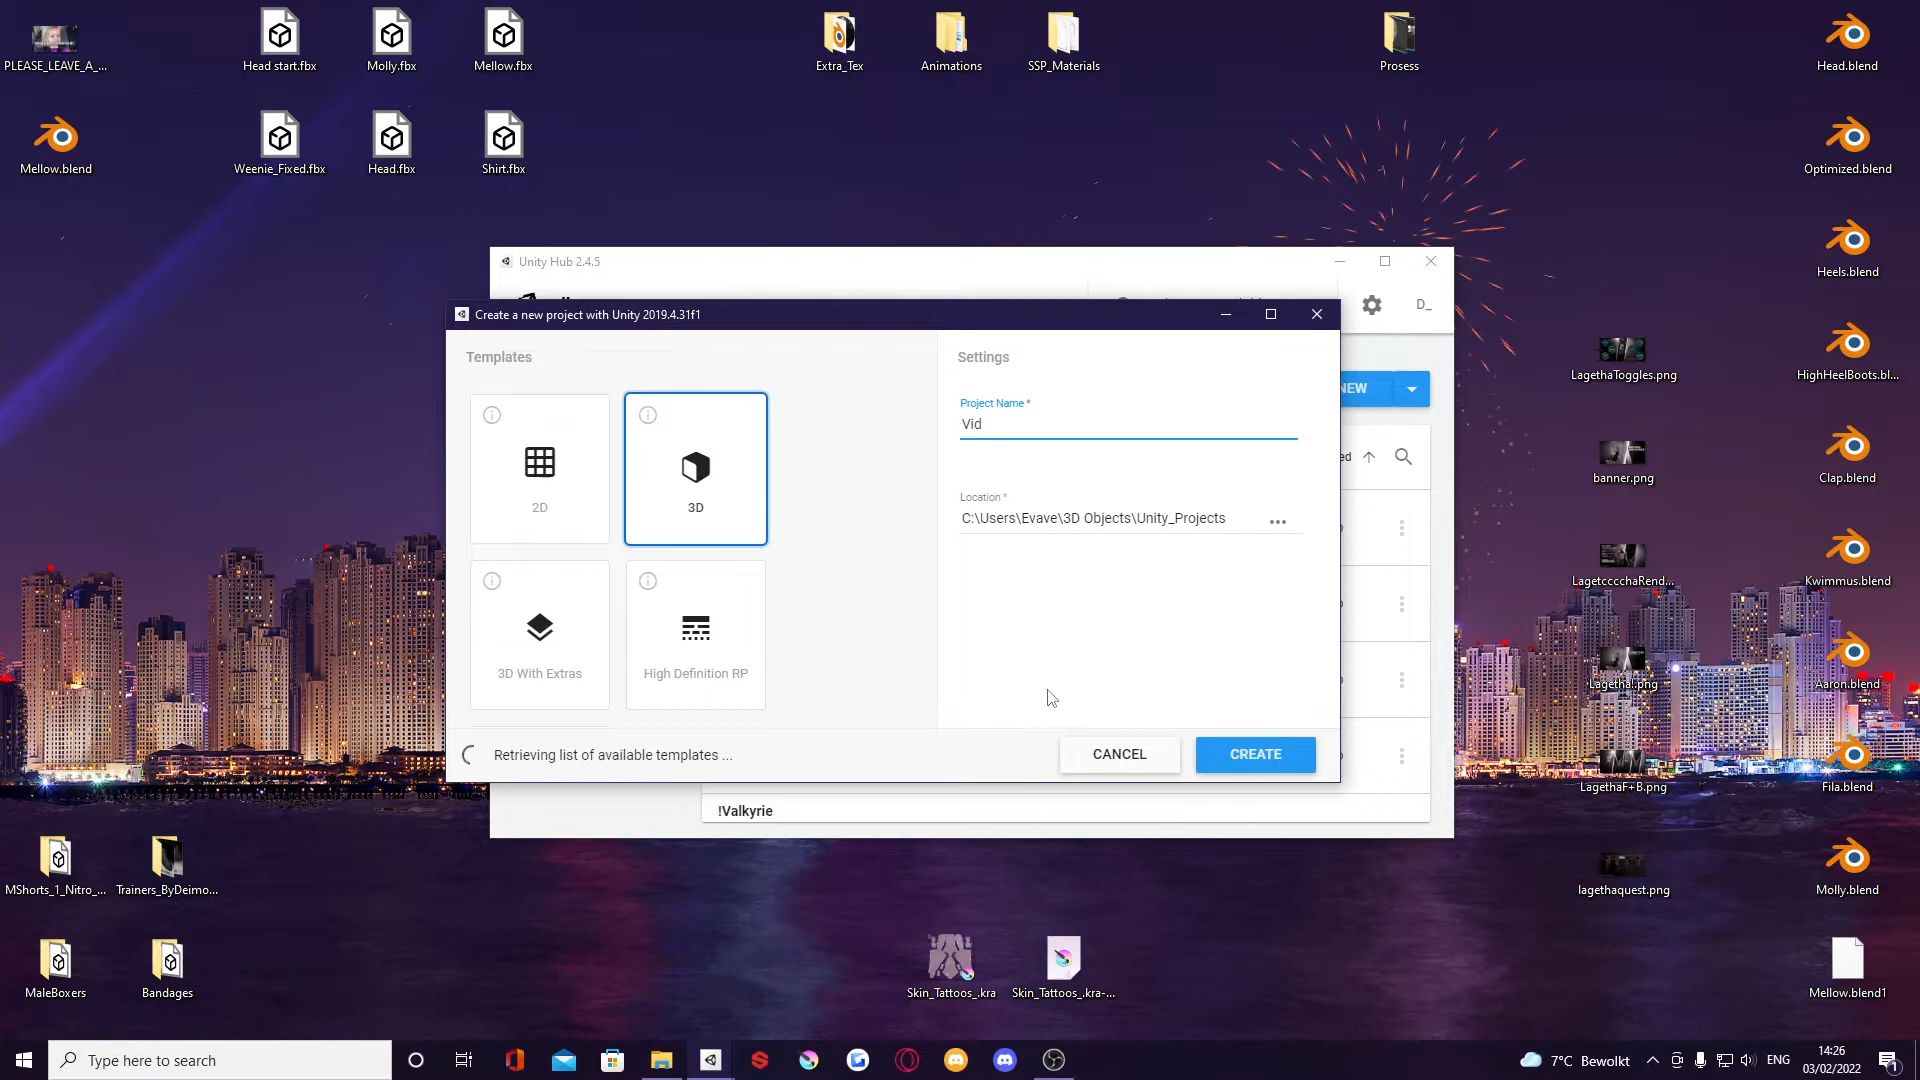 PLEASE_LEAVE_A_...
Head start.fbx
Molly.fbx
Mellow.fbx
Extra_Tex
Animations
SSP_Materials
Prosess
Head.blend
Mellow.blend
Weenie_Fixed.fbx
Head.fbx
Shirt.fbx
Optimized.blend
Heels.blend
Unity Hub 2.4.5
D_
Create a new project with Unity 2019.4.31f1
Templates
Settings
LagethaToggles.png
HighHeelBoots.bl...
NEW
Project Name *
Vid
2D
3D
ed
banner.png
Clap.blend
Location *
C:\Users\Evave\3D Objects\Unity_Projects
LagetcccchaRend...
Kwimmus.blend
3D With Extras
High Definition RP
Lagetha!.png
Aaron.blend
Retrieving list of available templates ...
CANCEL
CREATE
LagethaF+B.png
Fila.blend
!Valkyrie
MShorts_1_Nitro_...
Trainers_ByDeimo...
lagethaquest.png
Molly.blend
MaleBoxers
Bandages
Skin_Tattoos_.kra
Skin_Tattoos_.kra-...
Mellow.blend1
Type here to search
7°C Bewolkt
ENG
14:26
03/02/2022
1